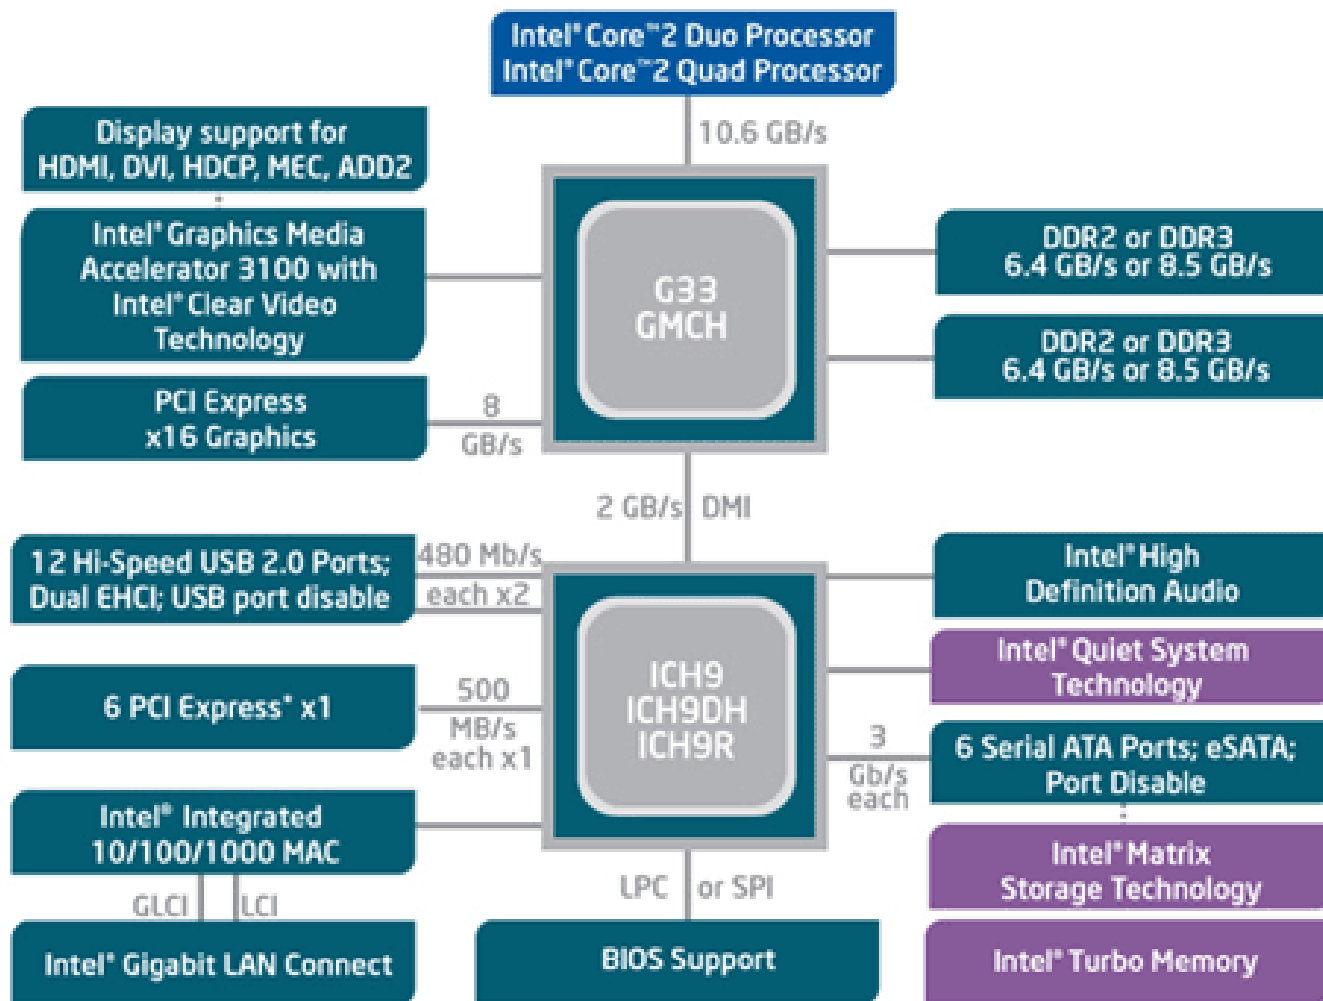 Intel® Core™2 Duo Processor
Intel® Core™2 Quad Processor
10.6 GB/s
Display support for
HDMI, DVI, HDCP, MEC, ADD2
Intel® Graphics Media
Accelerator 3100 with
Intel® Clear Video
Technology
PCI Express
x16 Graphics
8
GB/s
G33
GMCH
DDR2 or DDR3
6.4 GB/s or 8.5 GB/s
DDR2 or DDR3
6.4 GB/s or 8.5 GB/s
2 GB/s DMI
12 Hi-Speed USB 2.0 Ports;
Dual EHCI; USB port disable
480 Mb/s
each x2
6 PCI Express* x1
500
MB/s
each x1
Intel® Integrated
10/100/1000 MAC
GLCI LCI
Intel® Gigabit LAN Connect
ICH9
ICH9DH
ICH9R
LPC or SPI
BIOS Support
Intel® High
Definition Audio
Intel® Quiet System
Technology
3
Gb/s
each
6 Serial ATA Ports; eSATA;
Port Disable
Intel® Matrix
Storage Technology
Intel® Turbo Memory